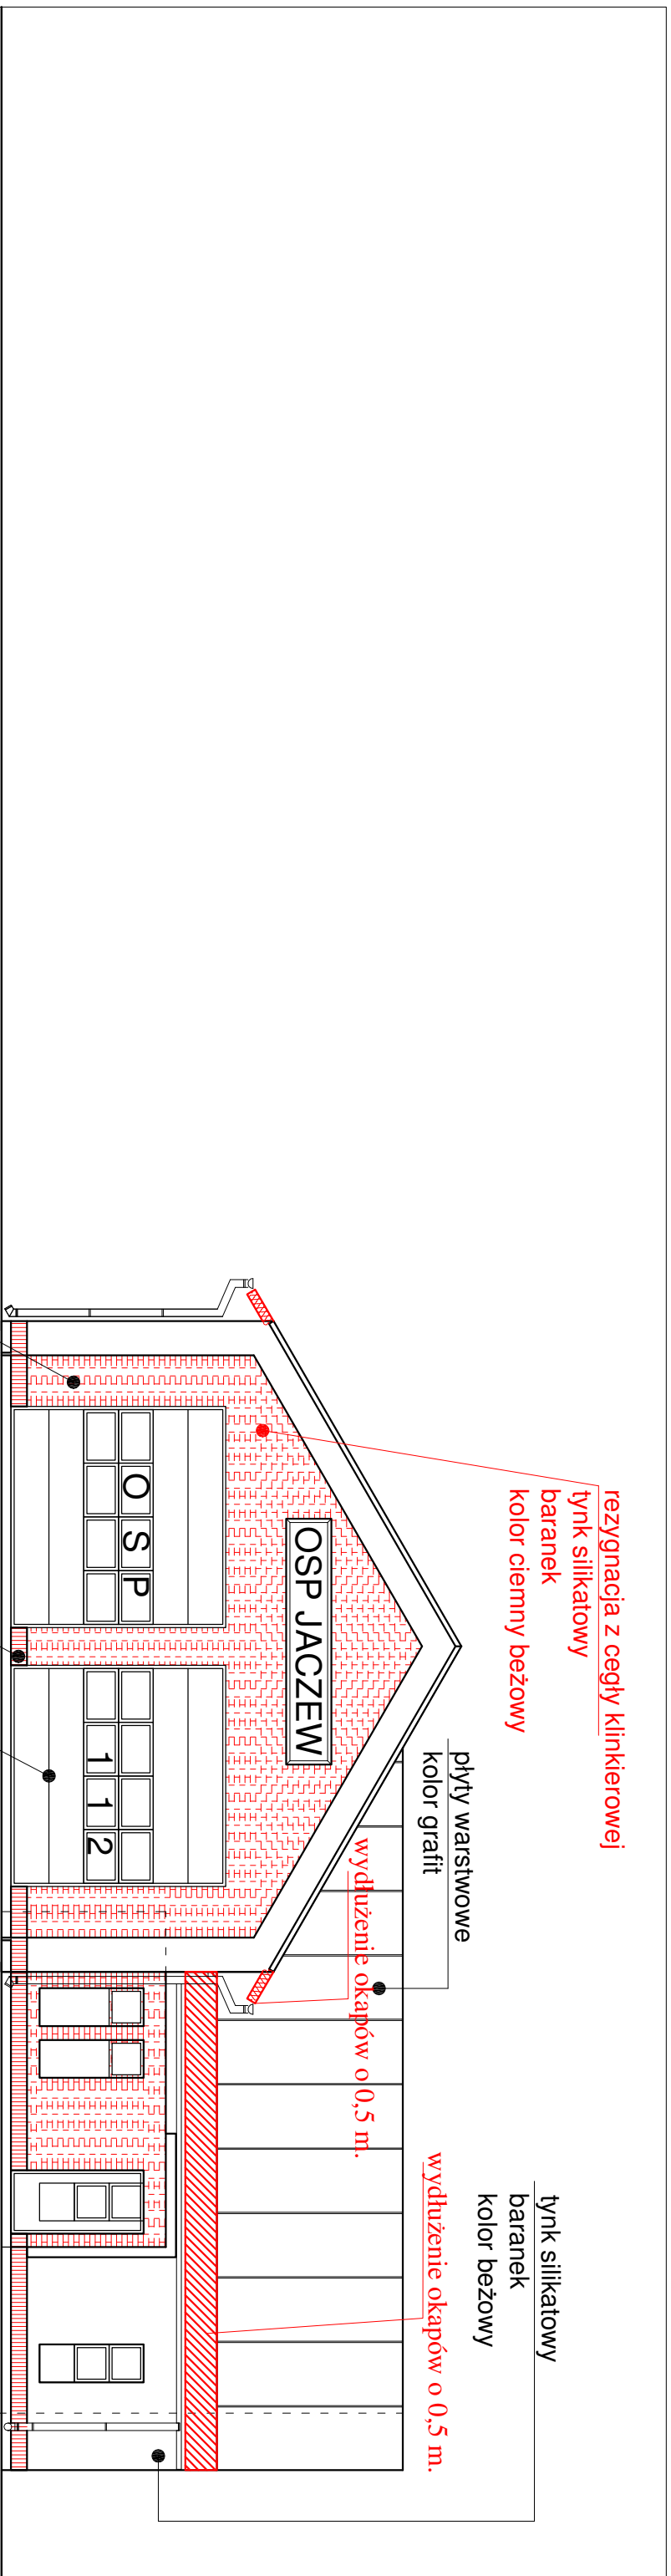 rezygnacja z cegły klinkierowej
tynk silikatowy
baranek
kolor ciemny beżowy
płyty warstwowe
kolor grafit
wydłużenie okapów o 0,5 m.
tynk silikatowy
baranek
kolor beżowy
wydłużenie okapów o 0,5 m.
OSP JACZEW
O S P
1 1 2